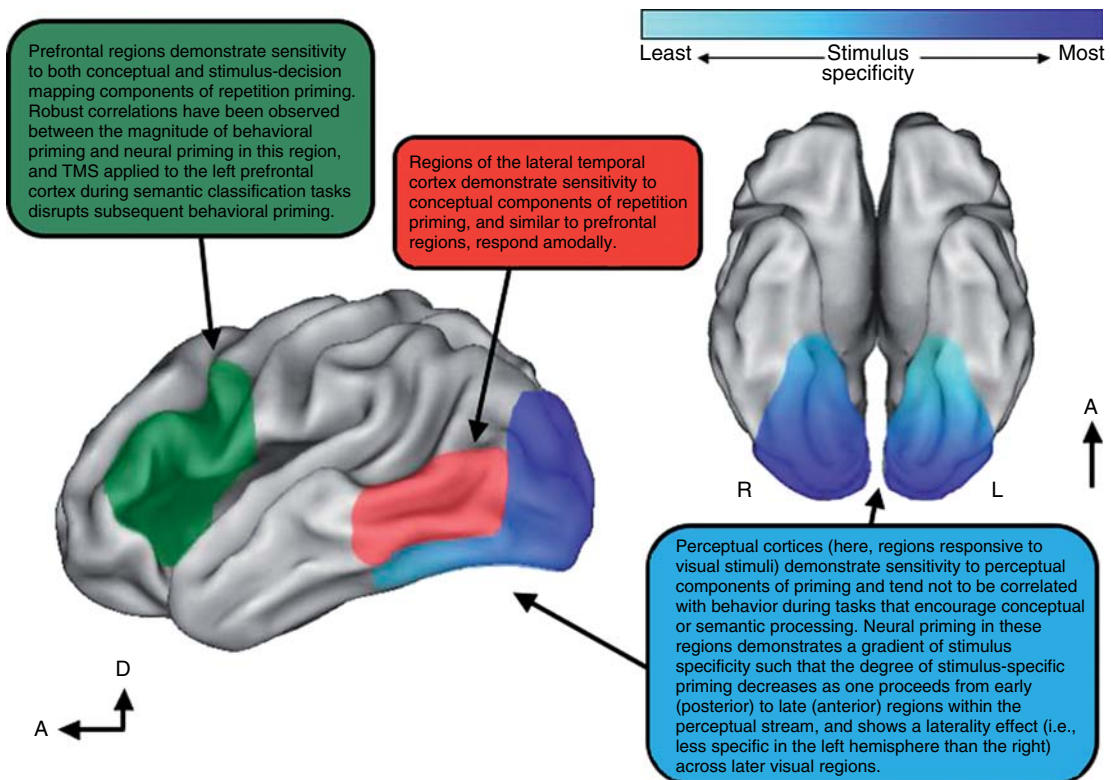 Prefrontal regions demonstrate sensitivity
to both conceptual and stimulus-decision
mapping components of repetition priming.
Robust correlations have been observed
between the magnitude of behavioral
priming and neural priming in this region,
and TMS applied to the left prefrontal
cortex during semantic classification tasks
disrupts subsequent behavioral priming.
Regions of the lateral temporal
cortex demonstrate sensitivity to
conceptual components of repetition
priming, and similar to prefrontal
regions, respond amodally.
Least Stimulus Most
specificity
A
R L
D
A
Perceptual cortices (here, regions responsive to
visual stimuli) demonstrate sensitivity to perceptual
components of priming and tend not to be correlated
with behavior during tasks that encourage conceptual
or semantic processing. Neural priming in these
regions demonstrates a gradient of stimulus
specificity such that the degree of stimulus-specific
priming decreases as one proceeds from early
(posterior) to late (anterior) regions within the
perceptual stream, and shows a laterality effect (i.e.,
less specific in the left hemisphere than the right)
across later visual regions.